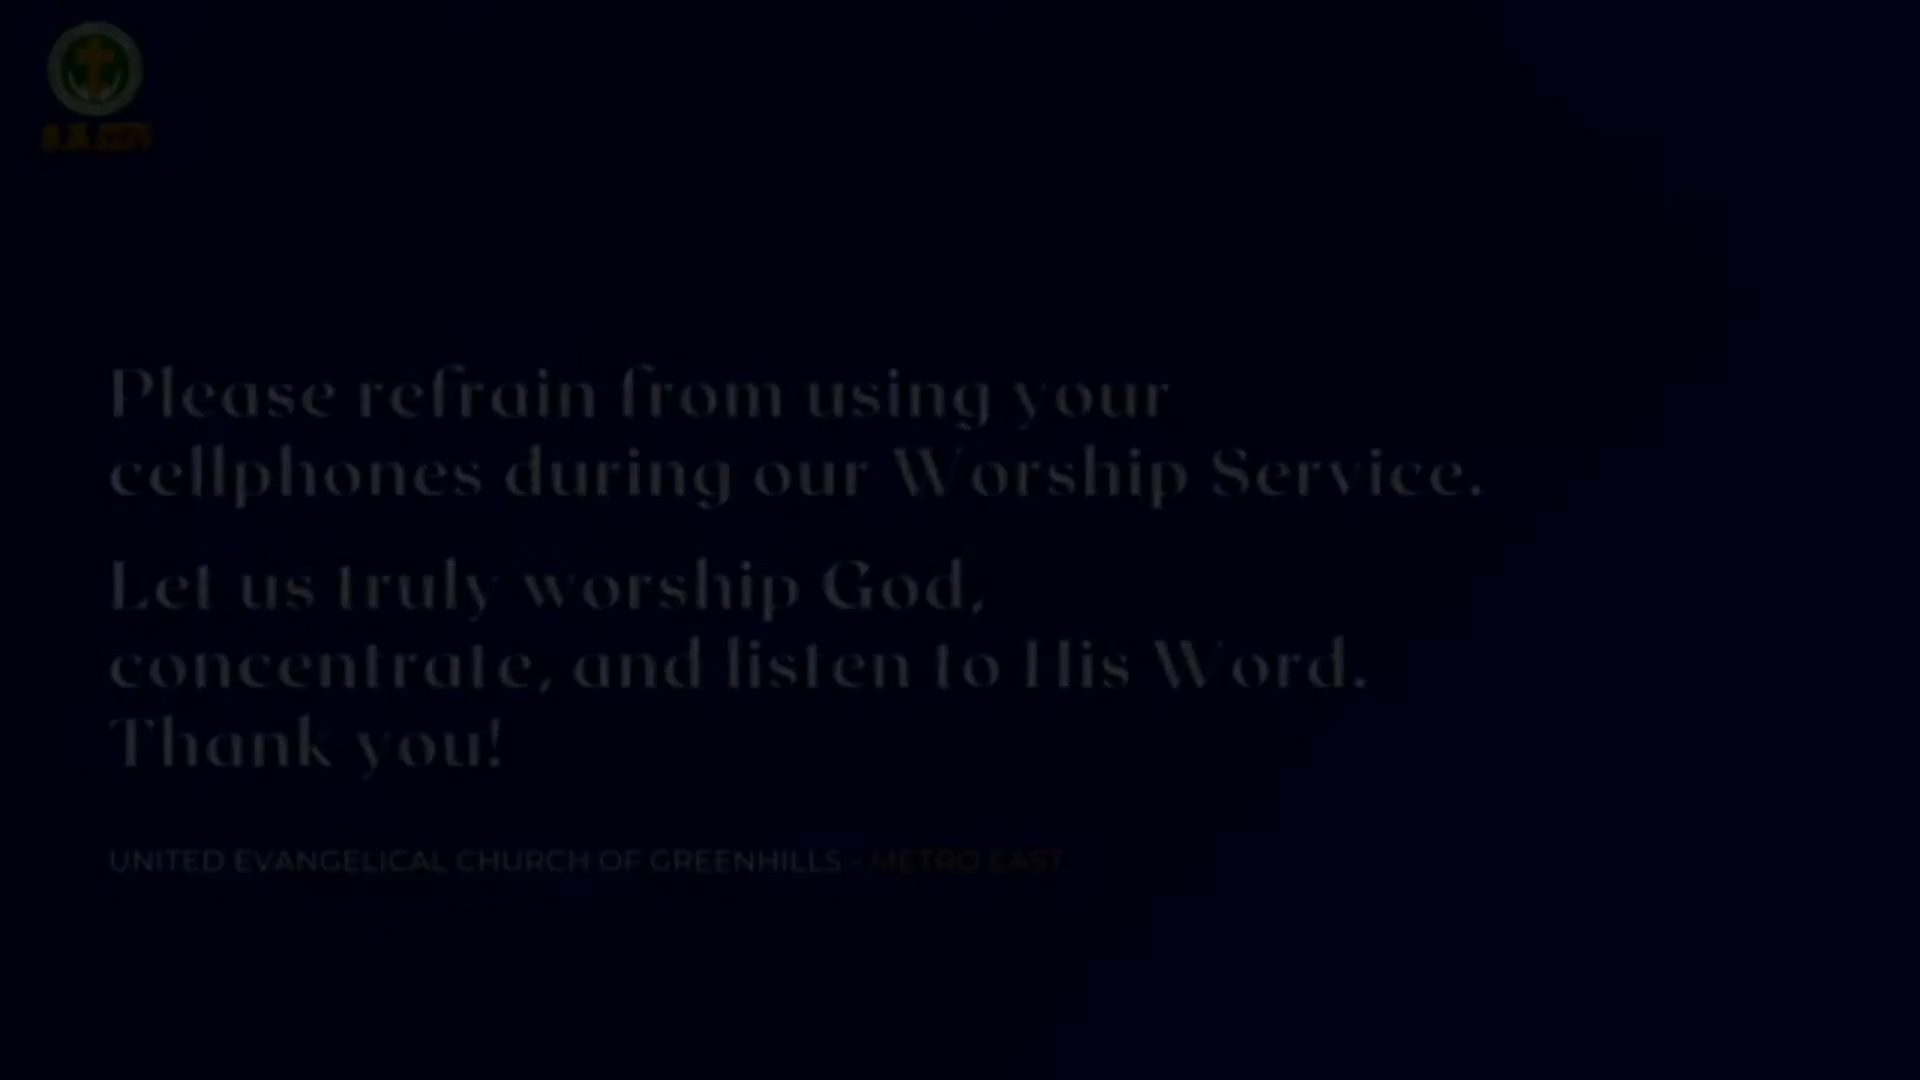 Please refrain from using your
cellphones during our Worship Service.
Let us truly worship God,
concentrate, and listen to His Word.
Thank you!
UNITED EVANGELICAL CHURCH OF GREENHILLS - METRO EAST